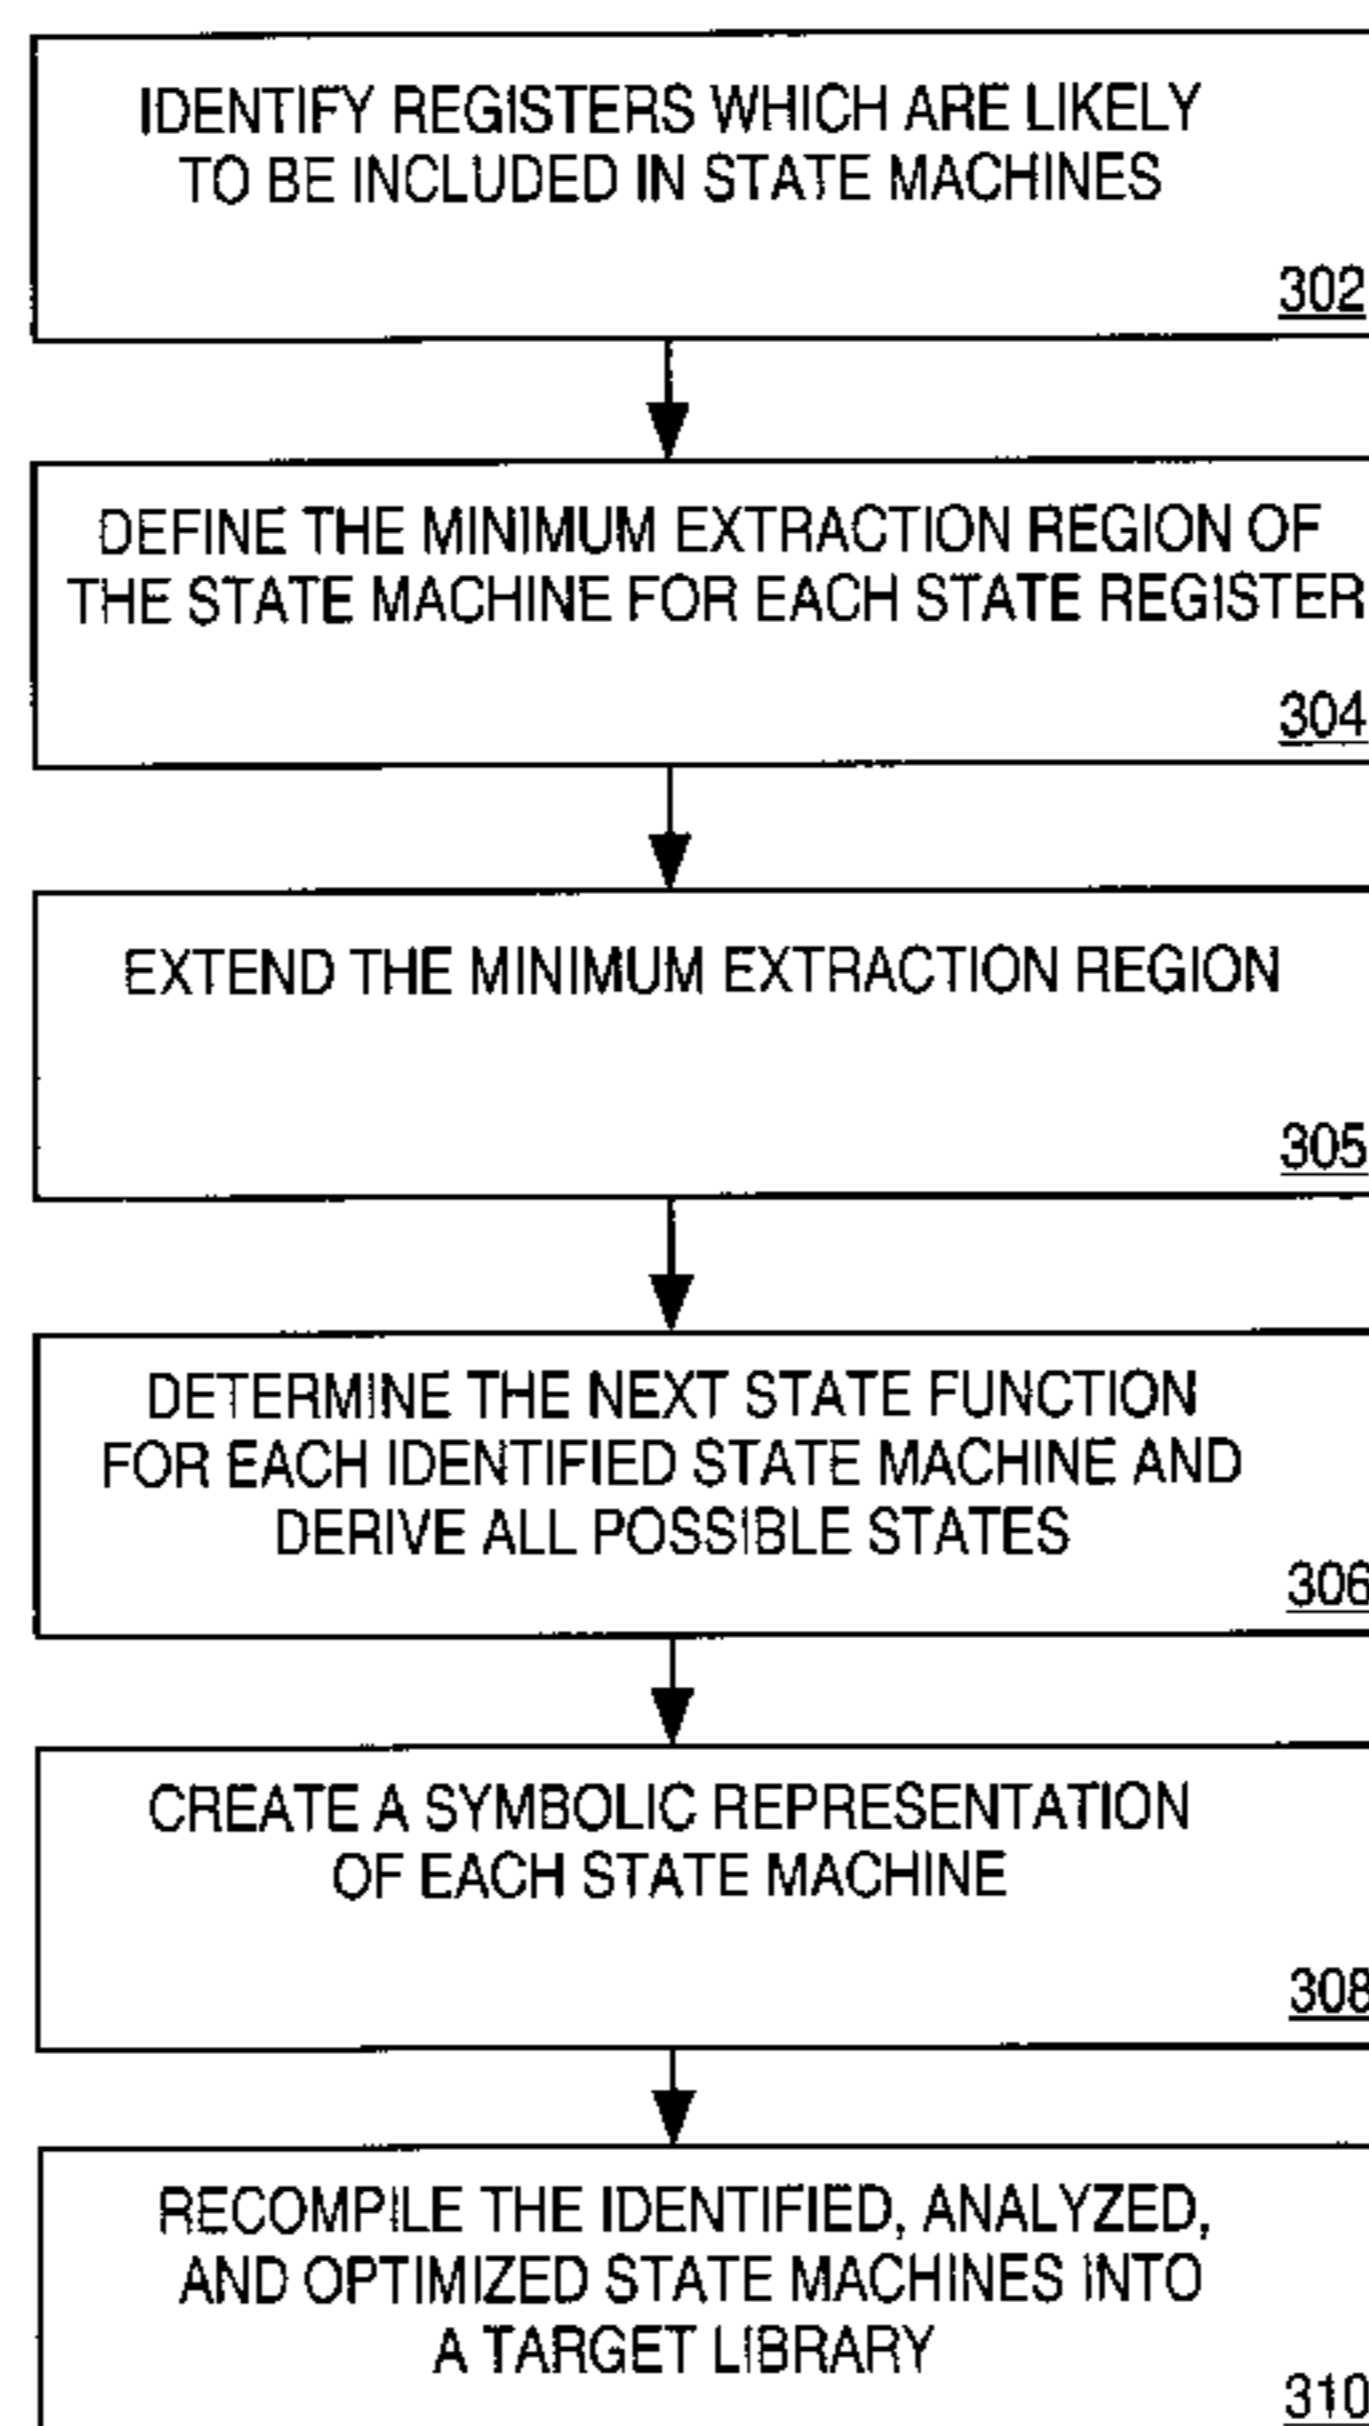 IDENTIFY REGISTERS WHICH ARE LIKELY
TO BE INCLUDED IN STATE MACHINES
302
DEFINE THE MINIMUM EXTRACTION REGION OF
THE STATE MACHINE FOR EACH STATE REGISTER
304
EXTEND THE MINIMUM EXTRACTION REGION
305
DETERMINE THE NEXT STATE FUNCTION
FOR EACH IDENTIFIED STATE MACHINE AND
DERIVE ALL POSSIBLE STATES
306
CREATE A SYMBOLIC REPRESENTATION
OF EACH STATE MACHINE
308
RECOMPILE THE IDENTIFIED, ANALYZED,
AND OPTIMIZED STATE MACHINES INTO
A TARGET LIBRARY
310